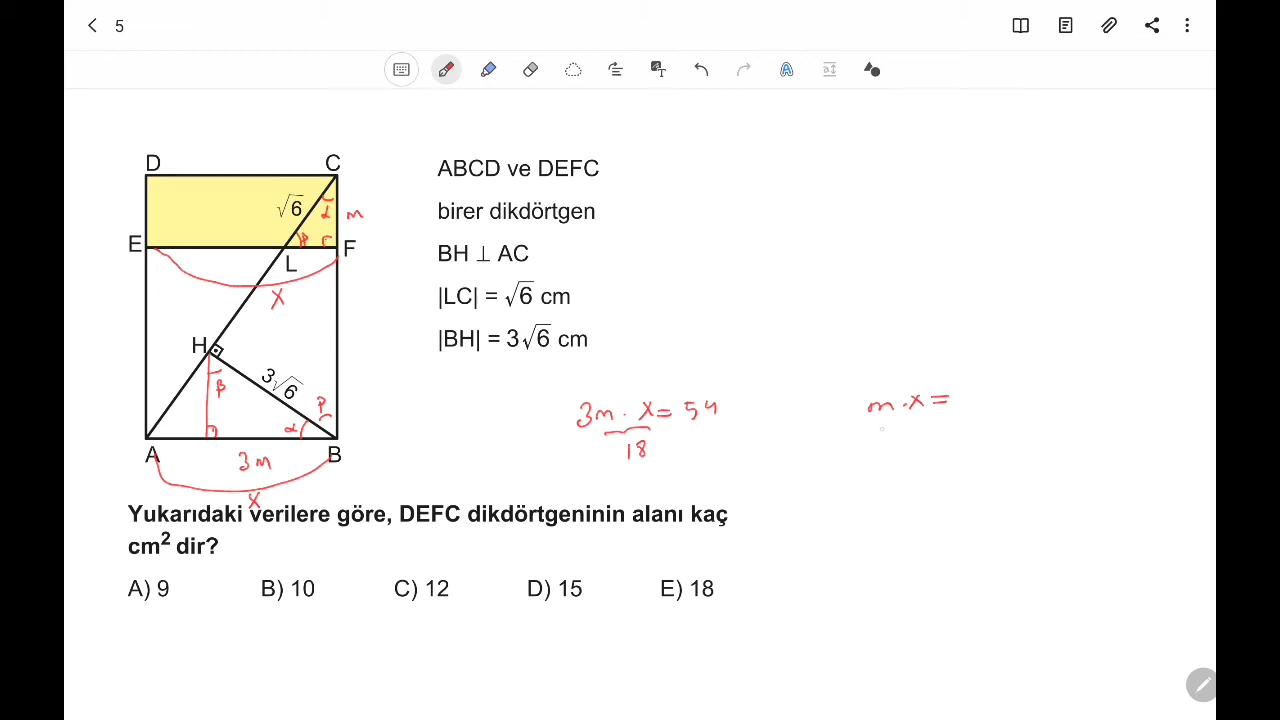 5
D C
√6 α m
E F
L
x
H
β 3√6 β
α
A 3m B
x
ABCD ve DEFC
birer dikdörtgen
BH ⊥ AC
|LC| = √6 cm
|BH| = 3√6 cm
3m · x = 54
18
m · x =
Yukarıdaki verilere göre, DEFC dikdörtgeninin alanı kaç
cm² dir?
A) 9 B) 10 C) 12 D) 15 E) 18